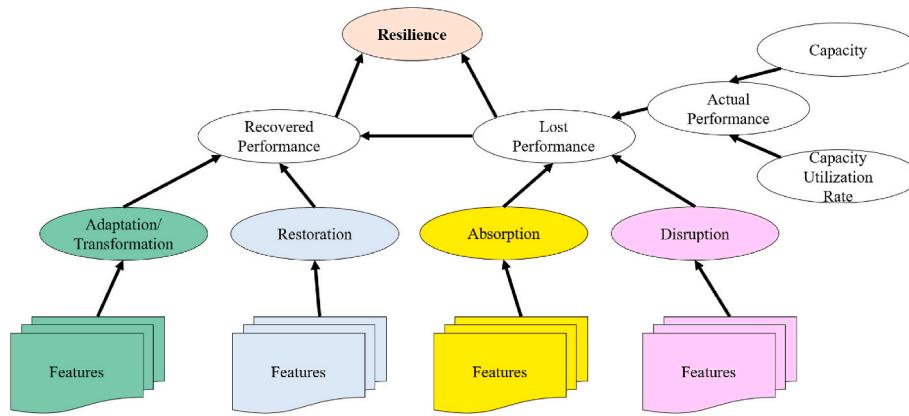 Resilience
Capacity
Actual
Performance
Recovered
Performance
Lost
Performance
Capacity
Utilization
Rate
Adaptation/
Transformation
Restoration
Absorption
Disruption
Features
Features
Features
Features